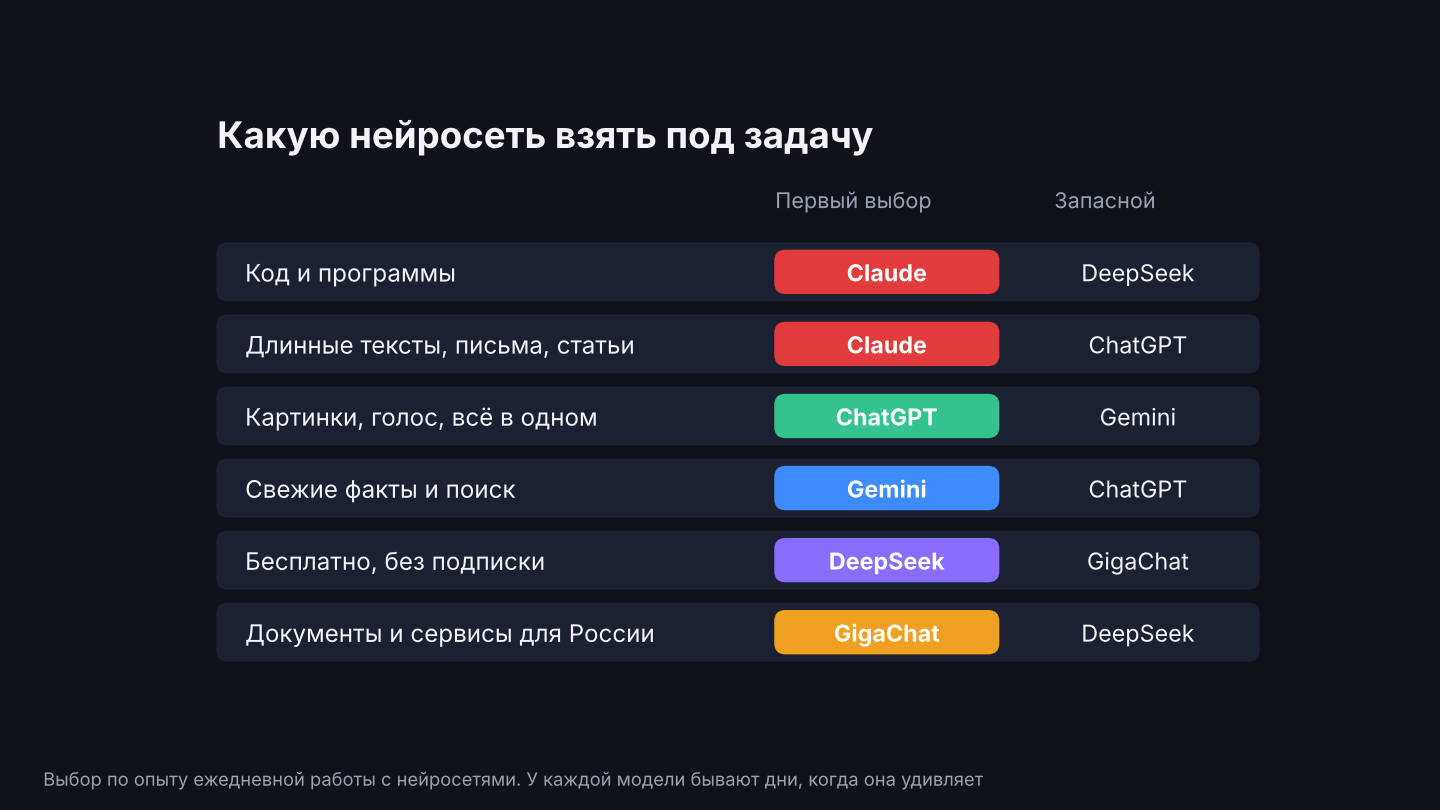 Какую нейросеть взять под задачу
Первый выбор Запасной
Код и программы Claude DeepSeek
Длинные тексты, письма, статьи Claude ChatGPT
Картинки, голос, всё в одном ChatGPT Gemini
Свежие факты и поиск Gemini ChatGPT
Бесплатно, без подписки DeepSeek GigaChat
Документы и сервисы для России GigaChat DeepSeek
Выбор по опыту ежедневной работы с нейросетями. У каждой модели бывают дни, когда она удивляет